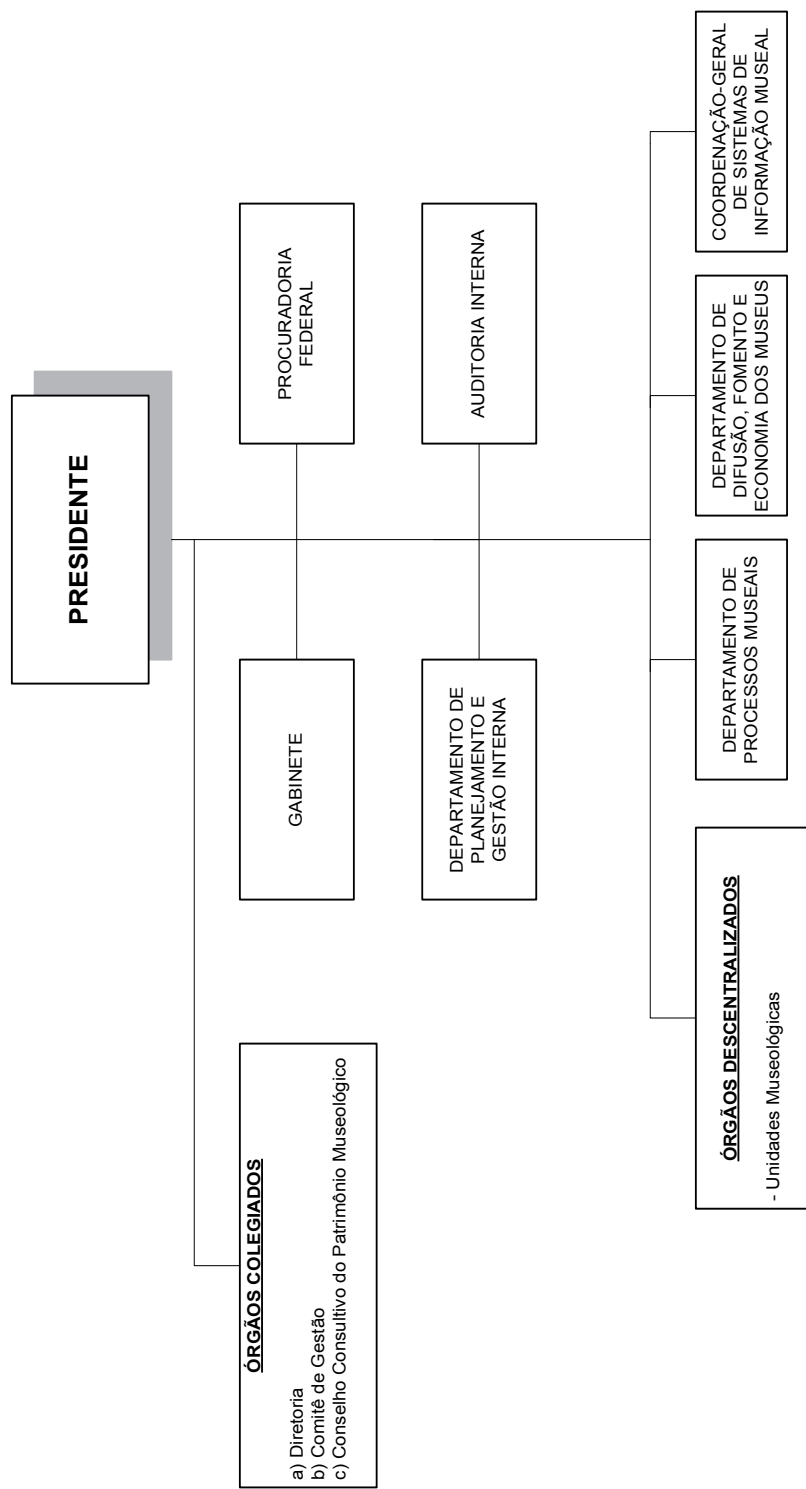 PRESIDENTE
ÓRGÃOS COLEGIADOS
a) Diretoria
b) Comitê de Gestão
c) Conselho Consultivo do Patrimônio Museológico
GABINETE
PROCURADORIA
FEDERAL
DEPARTAMENTO DE
PLANEJAMENTO E
GESTÃO INTERNA
AUDITORIA INTERNA
ÓRGÃOS DESCENTRALIZADOS
- Unidades Museológicas
DEPARTAMENTO DE
PROCESSOS MUSEAIS
DEPARTAMENTO DE
DIFUSÃO, FOMENTO E
ECONOMIA DOS MUSEUS
COORDENAÇÃO-GERAL
DE SISTEMAS DE
INFORMAÇÃO MUSEAL